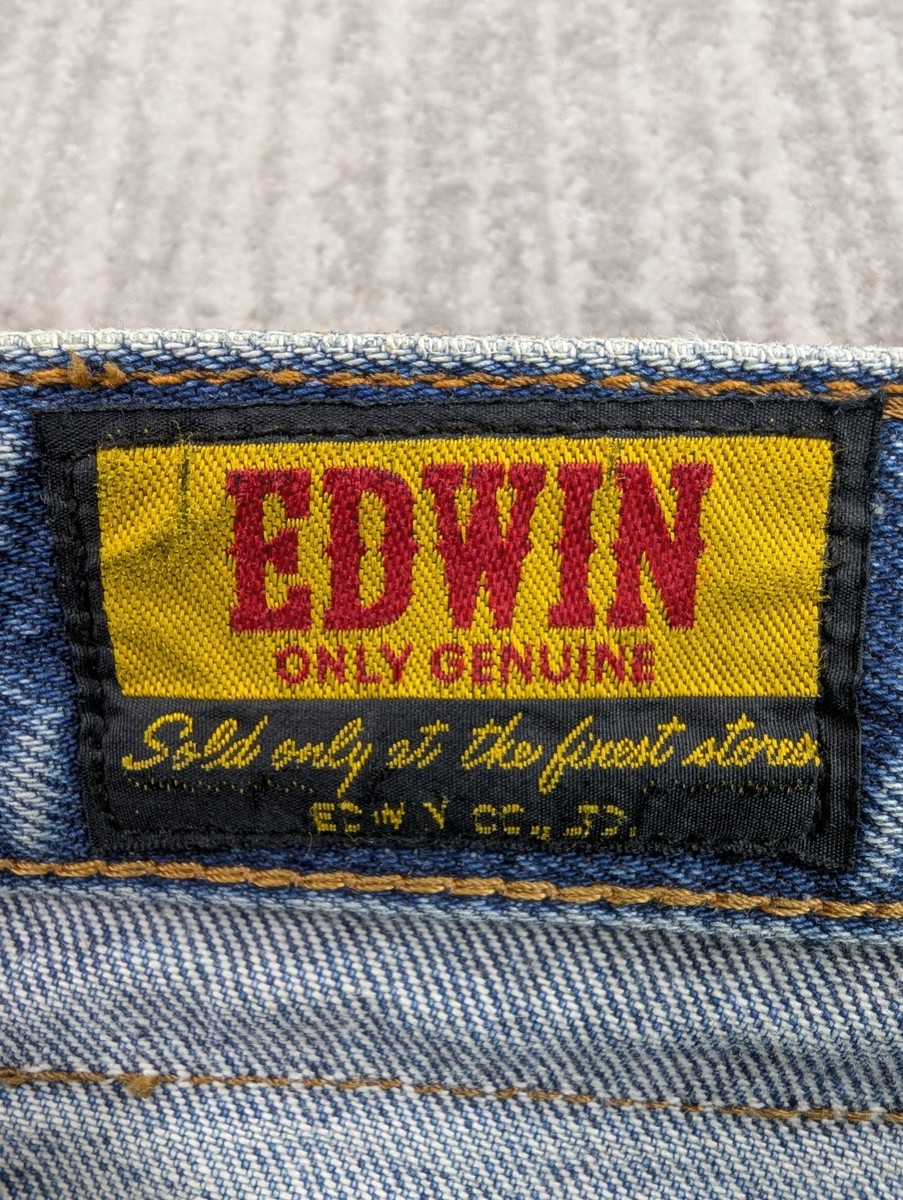 EDWIN
ONLY GENUINE
Sold only at the finest stores.